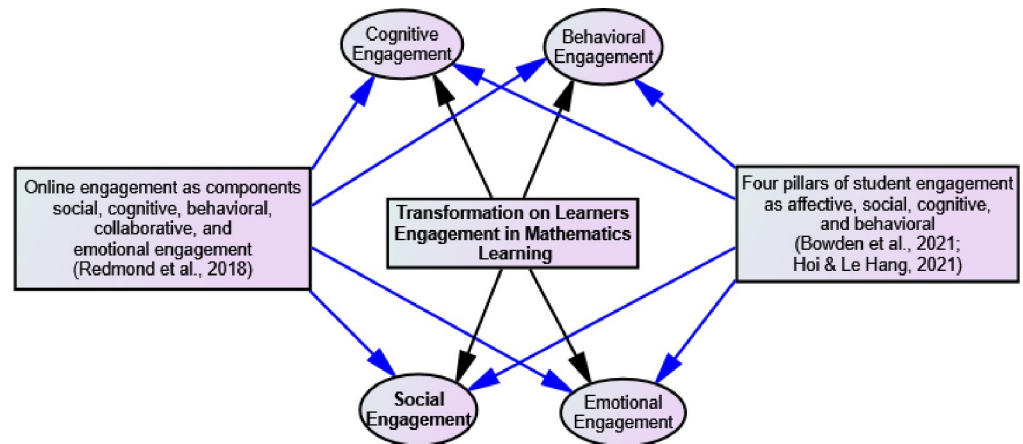 Cognitive
Engagement
Behavioral
Engagement
Online engagement as components
social, cognitive, behavioral,
collaborative, and
emotional engagement
(Redmond et al., 2018)
Transformation on Learners
Engagement in Mathematics
Learning
Four pillars of student engagement
as affective, social, cognitive,
and behavioral
(Bowden et al., 2021;
Hoi & Le Hang, 2021)
Social
Engagement
Emotional
Engagement